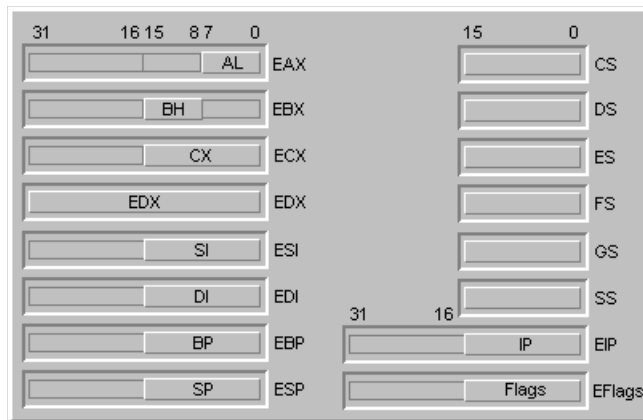 31 16 15 8 7 0 15 0
AL EAX CS
BH EBX DS
CX ECX ES
EDX EDX FS
SI ESI GS
DI EDI SS
31 16
BP EBP IP EIP
SP ESP Flags EFlags